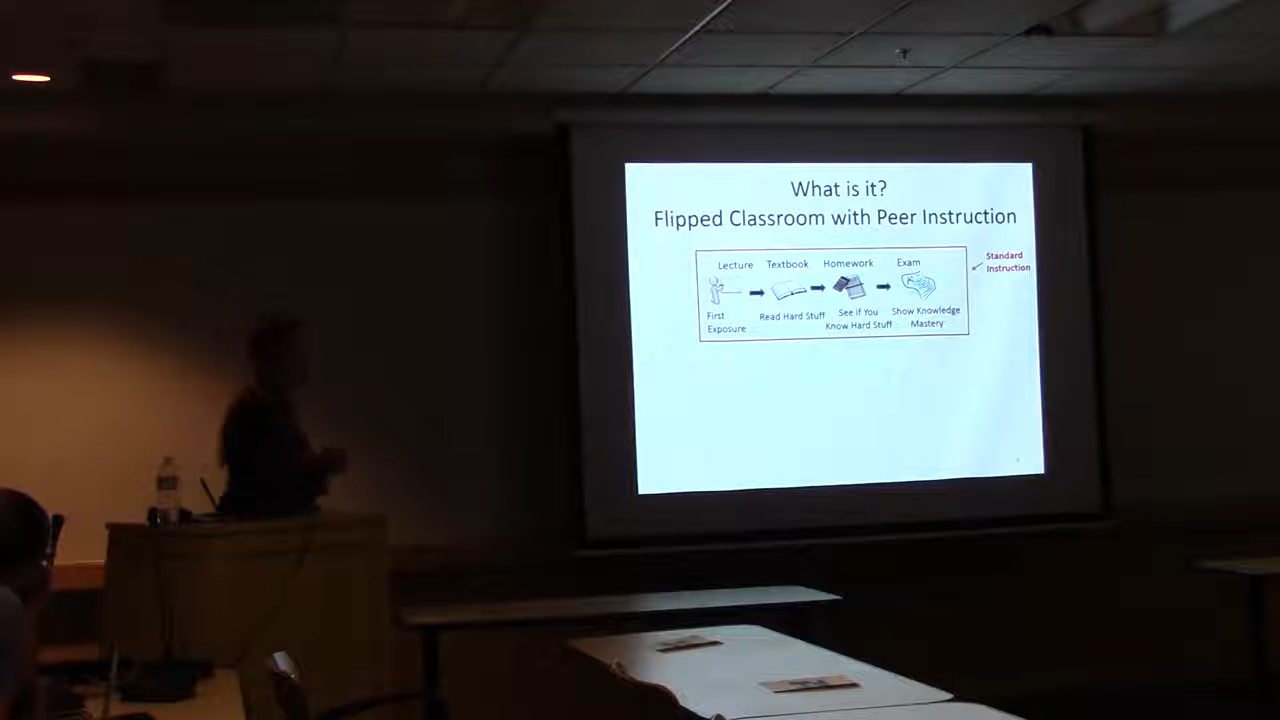 What is it?
Flipped Classroom with Peer Instruction
Lecture Textbook Homework Exam
Standard
Instruction
First
Exposure
Read Hard Stuff
See if You
Know Hard Stuff
Show Knowledge
Mastery